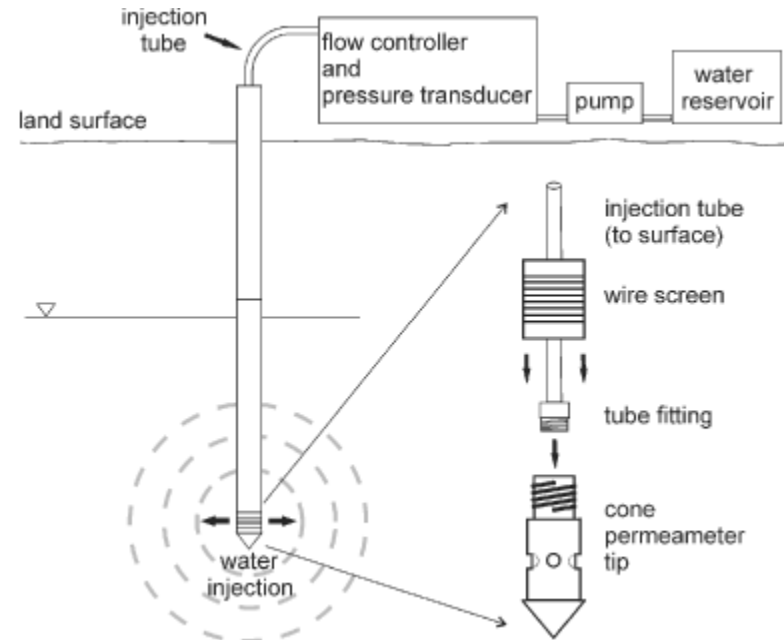 injection
tube
flow controller
and
pressure transducer
pump
water
reservoir
land surface
injection tube
(to surface)
wire screen
tube fitting
cone
permeameter
tip
water
injection